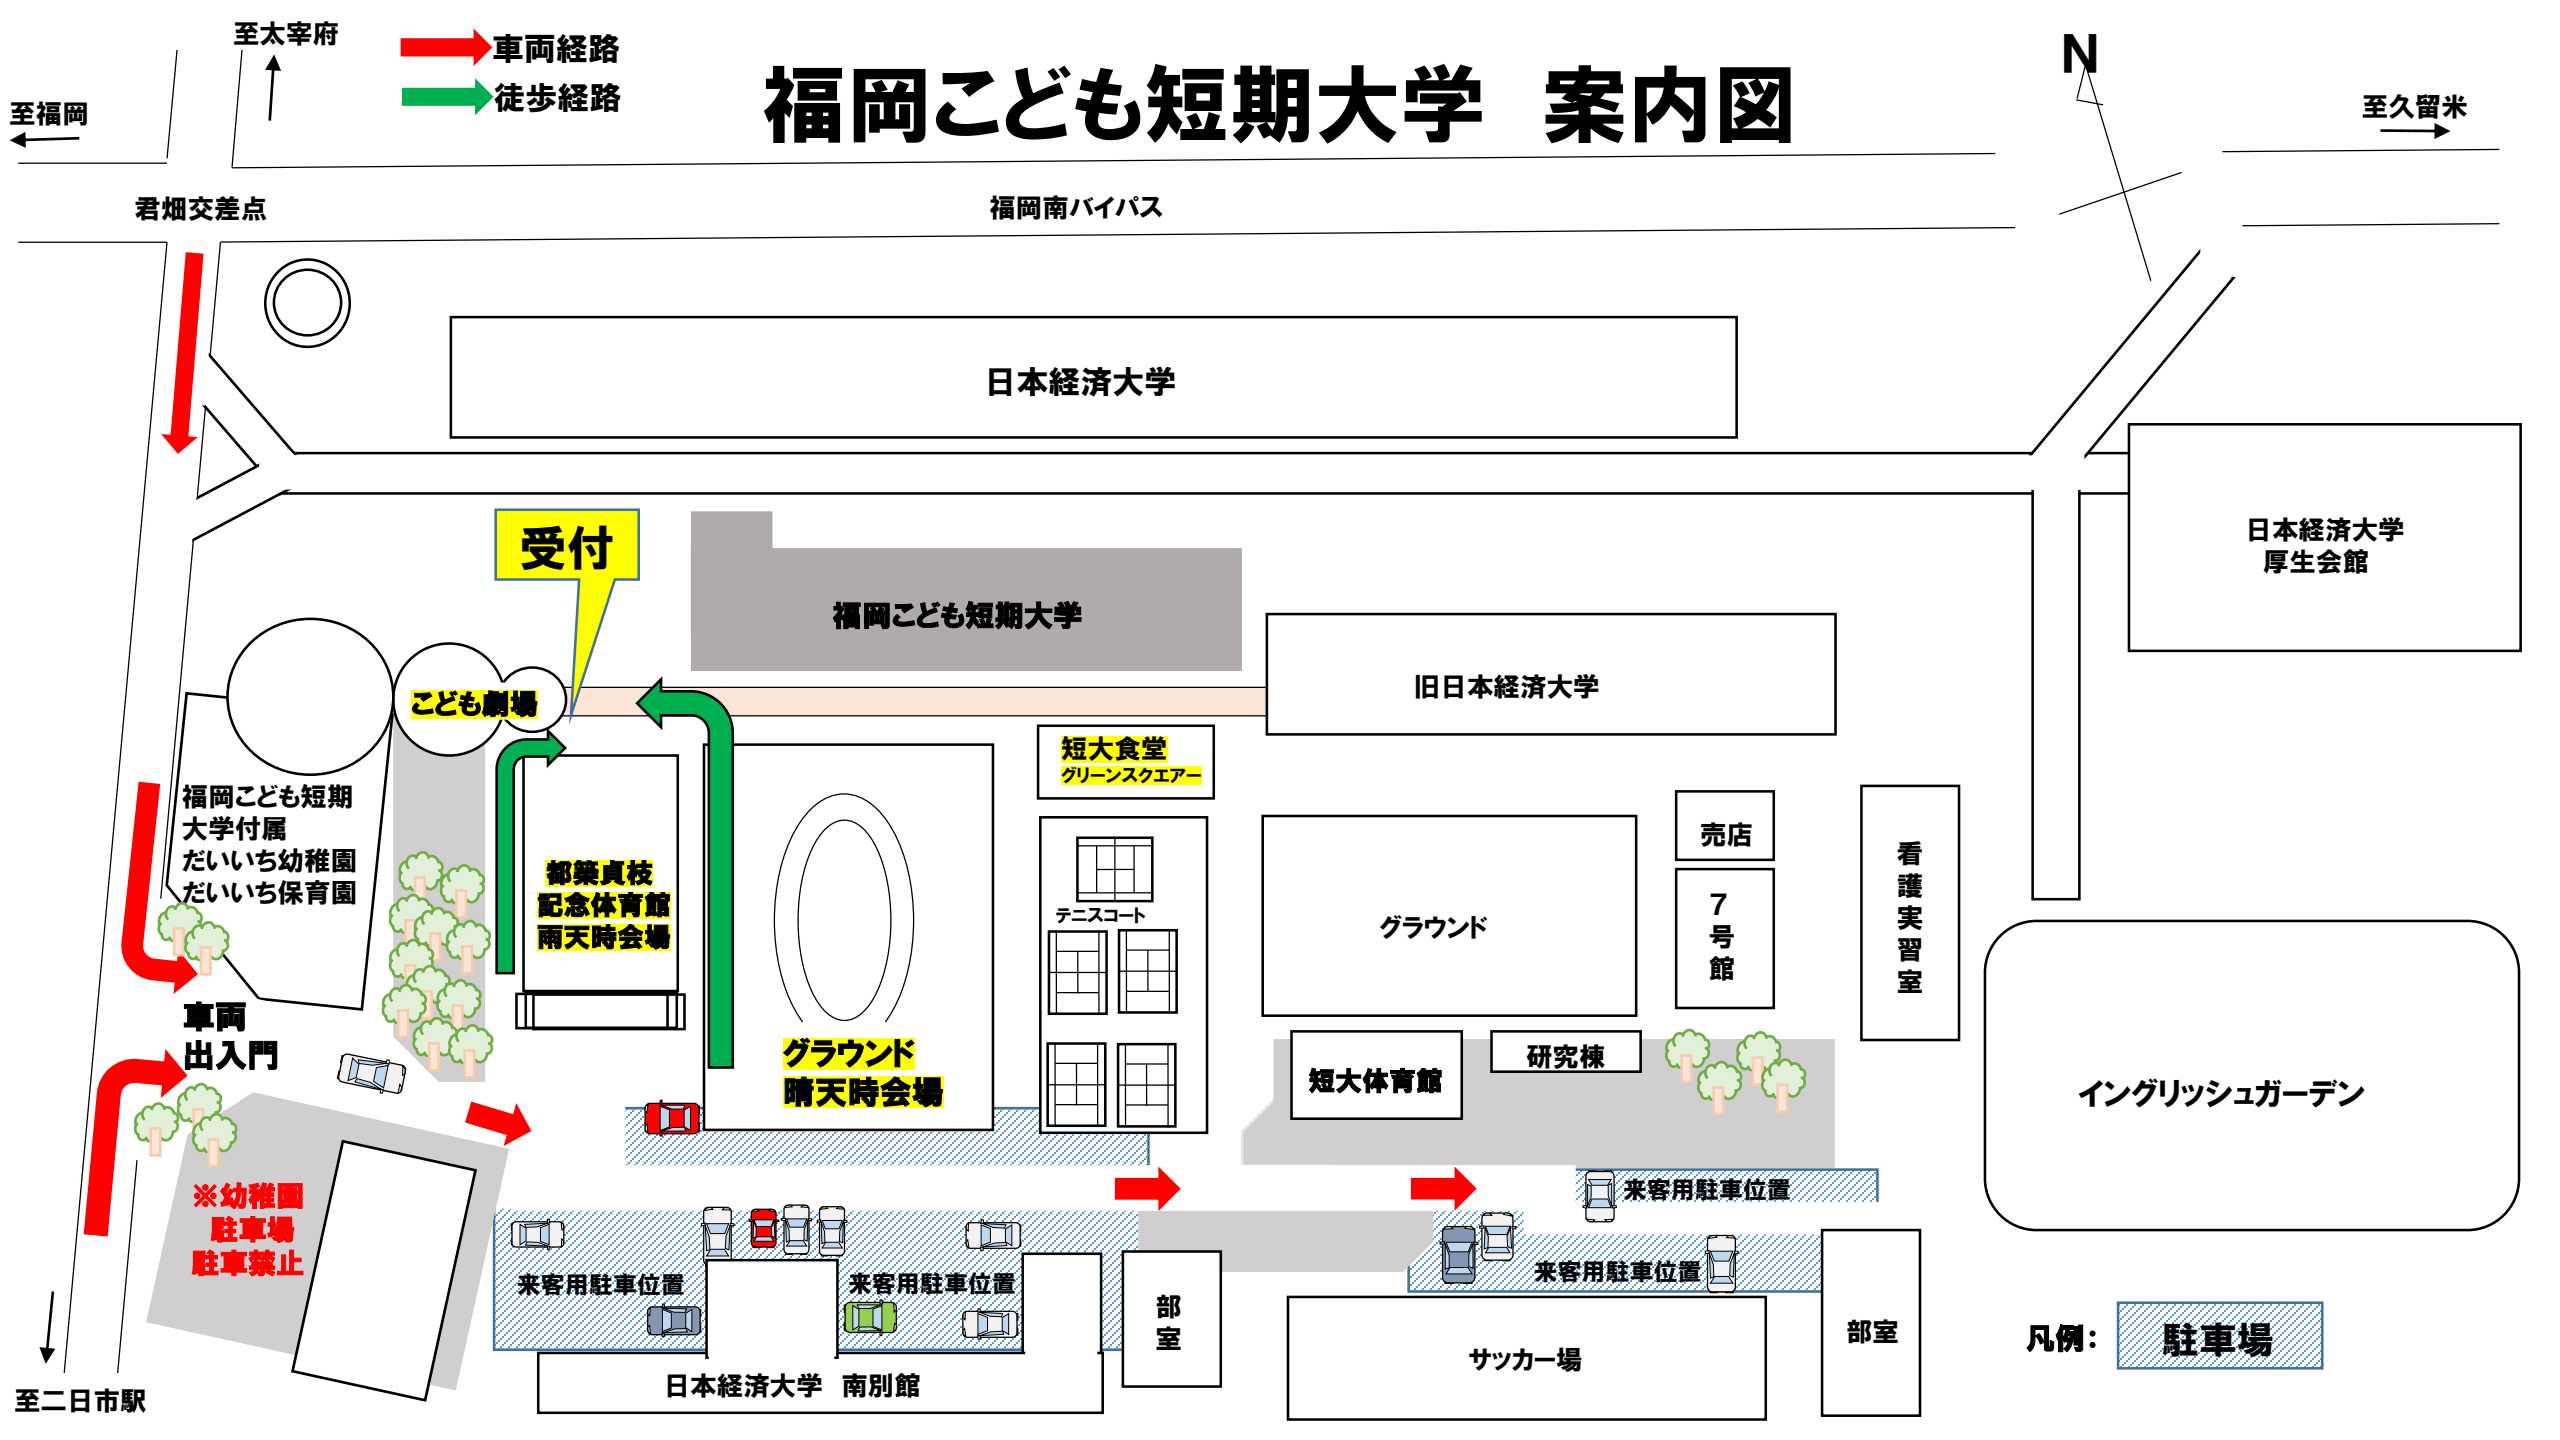 至太宰府
車両経路
徒歩経路
福岡こども短期大学　案内図
N
至福岡
至久留米
君畑交差点
福岡南バイパス
日本経済大学
日本経済大学
厚生会館
受付
福岡こども短期大学
旧日本経済大学
こども劇場
短大食堂
グリーンスクエアー
福岡こども短期
大学付属
だいいち幼稚園
だいいち保育園
都築貞枝
記念体育館
雨天時会場
テニスコート
グラウンド
売店
7
号
館
看
護
実
習
室
車両
出入門
グラウンド
晴天時会場
短大体育館
研究棟
イングリッシュガーデン
※幼稚園
駐車場
駐車禁止
来客用駐車位置
来客用駐車位置
来客用駐車位置
来客用駐車位置
部
室
部室
サッカー場
凡例：
駐車場
日本経済大学　南別館
至二日市駅